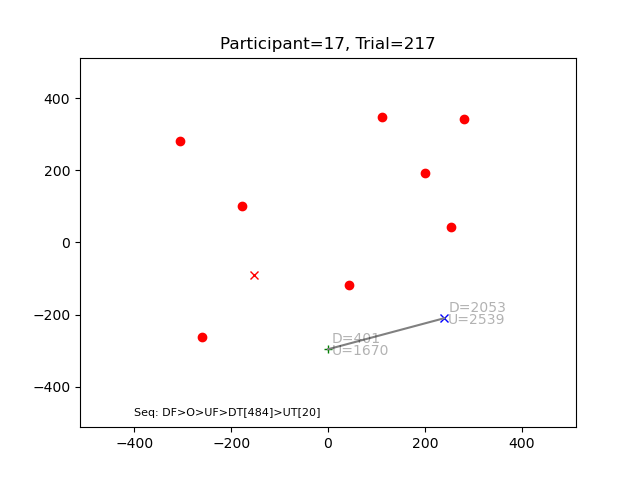 Participant=17, Trial=217
400
200
0
−200
−400
D=2053
U=2539
D=401
U=1670
Seq: DF>O>UF>DT[484]>UT[20]
−400
−200
0
200
400